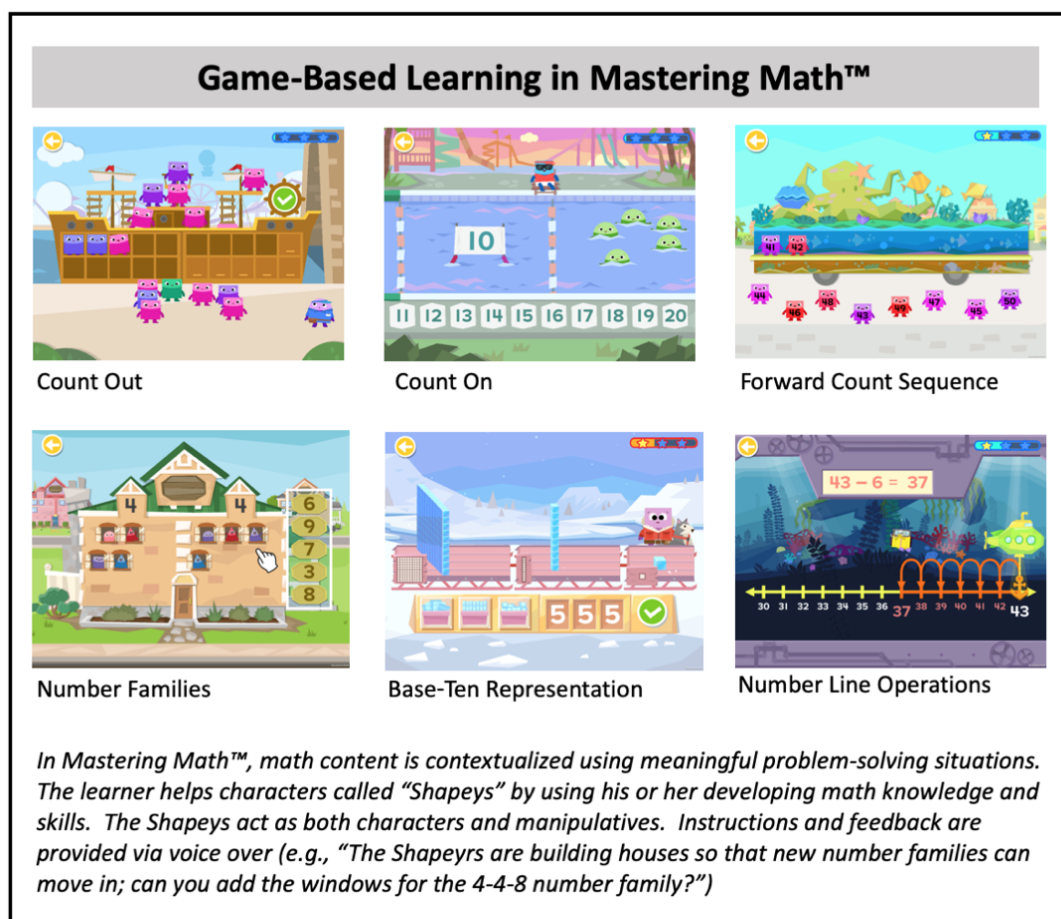 Game-Based Learning in Mastering Math™
10
11 12 13 14 15 16 17 18 19 20
41 42
44 46 48 43 49 47 45 50
Count Out
Count On
Forward Count Sequence
4 4
6
9
7
3
8
5 5 5
43 – 6 = 37
30 31 32 33 34 35 36 37 38 39 40 41 42 43
Number Families
Base-Ten Representation
Number Line Operations
In Mastering Math™, math content is contextualized using meaningful problem-solving situations.
The learner helps characters called “Shapeys” by using his or her developing math knowledge and
skills.  The Shapeys act as both characters and manipulatives.  Instructions and feedback are
provided via voice over (e.g., “The Shapeyrs are building houses so that new number families can
move in; can you add the windows for the 4-4-8 number family?”)